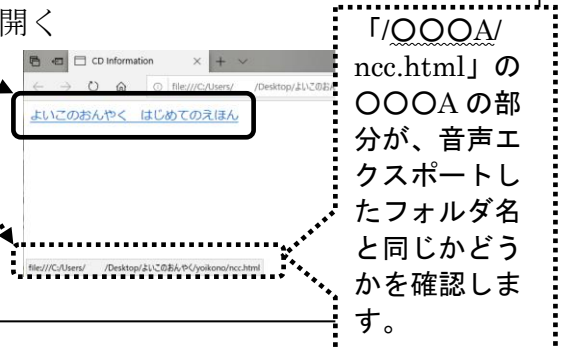 開く
CD Information
file:///C:/Users/ /Desktop/よいこのおん
よいこのおんやく はじめてのえほん
file:///C:/Users/ /Desktop/よいこのおんやく/yoikono/ncc.html
「/〇〇〇A/
ncc.html」の
〇〇〇A の部
分が、音声エ
クスポートし
たフォルダ名
と同じかどう
かを確認しま
す。